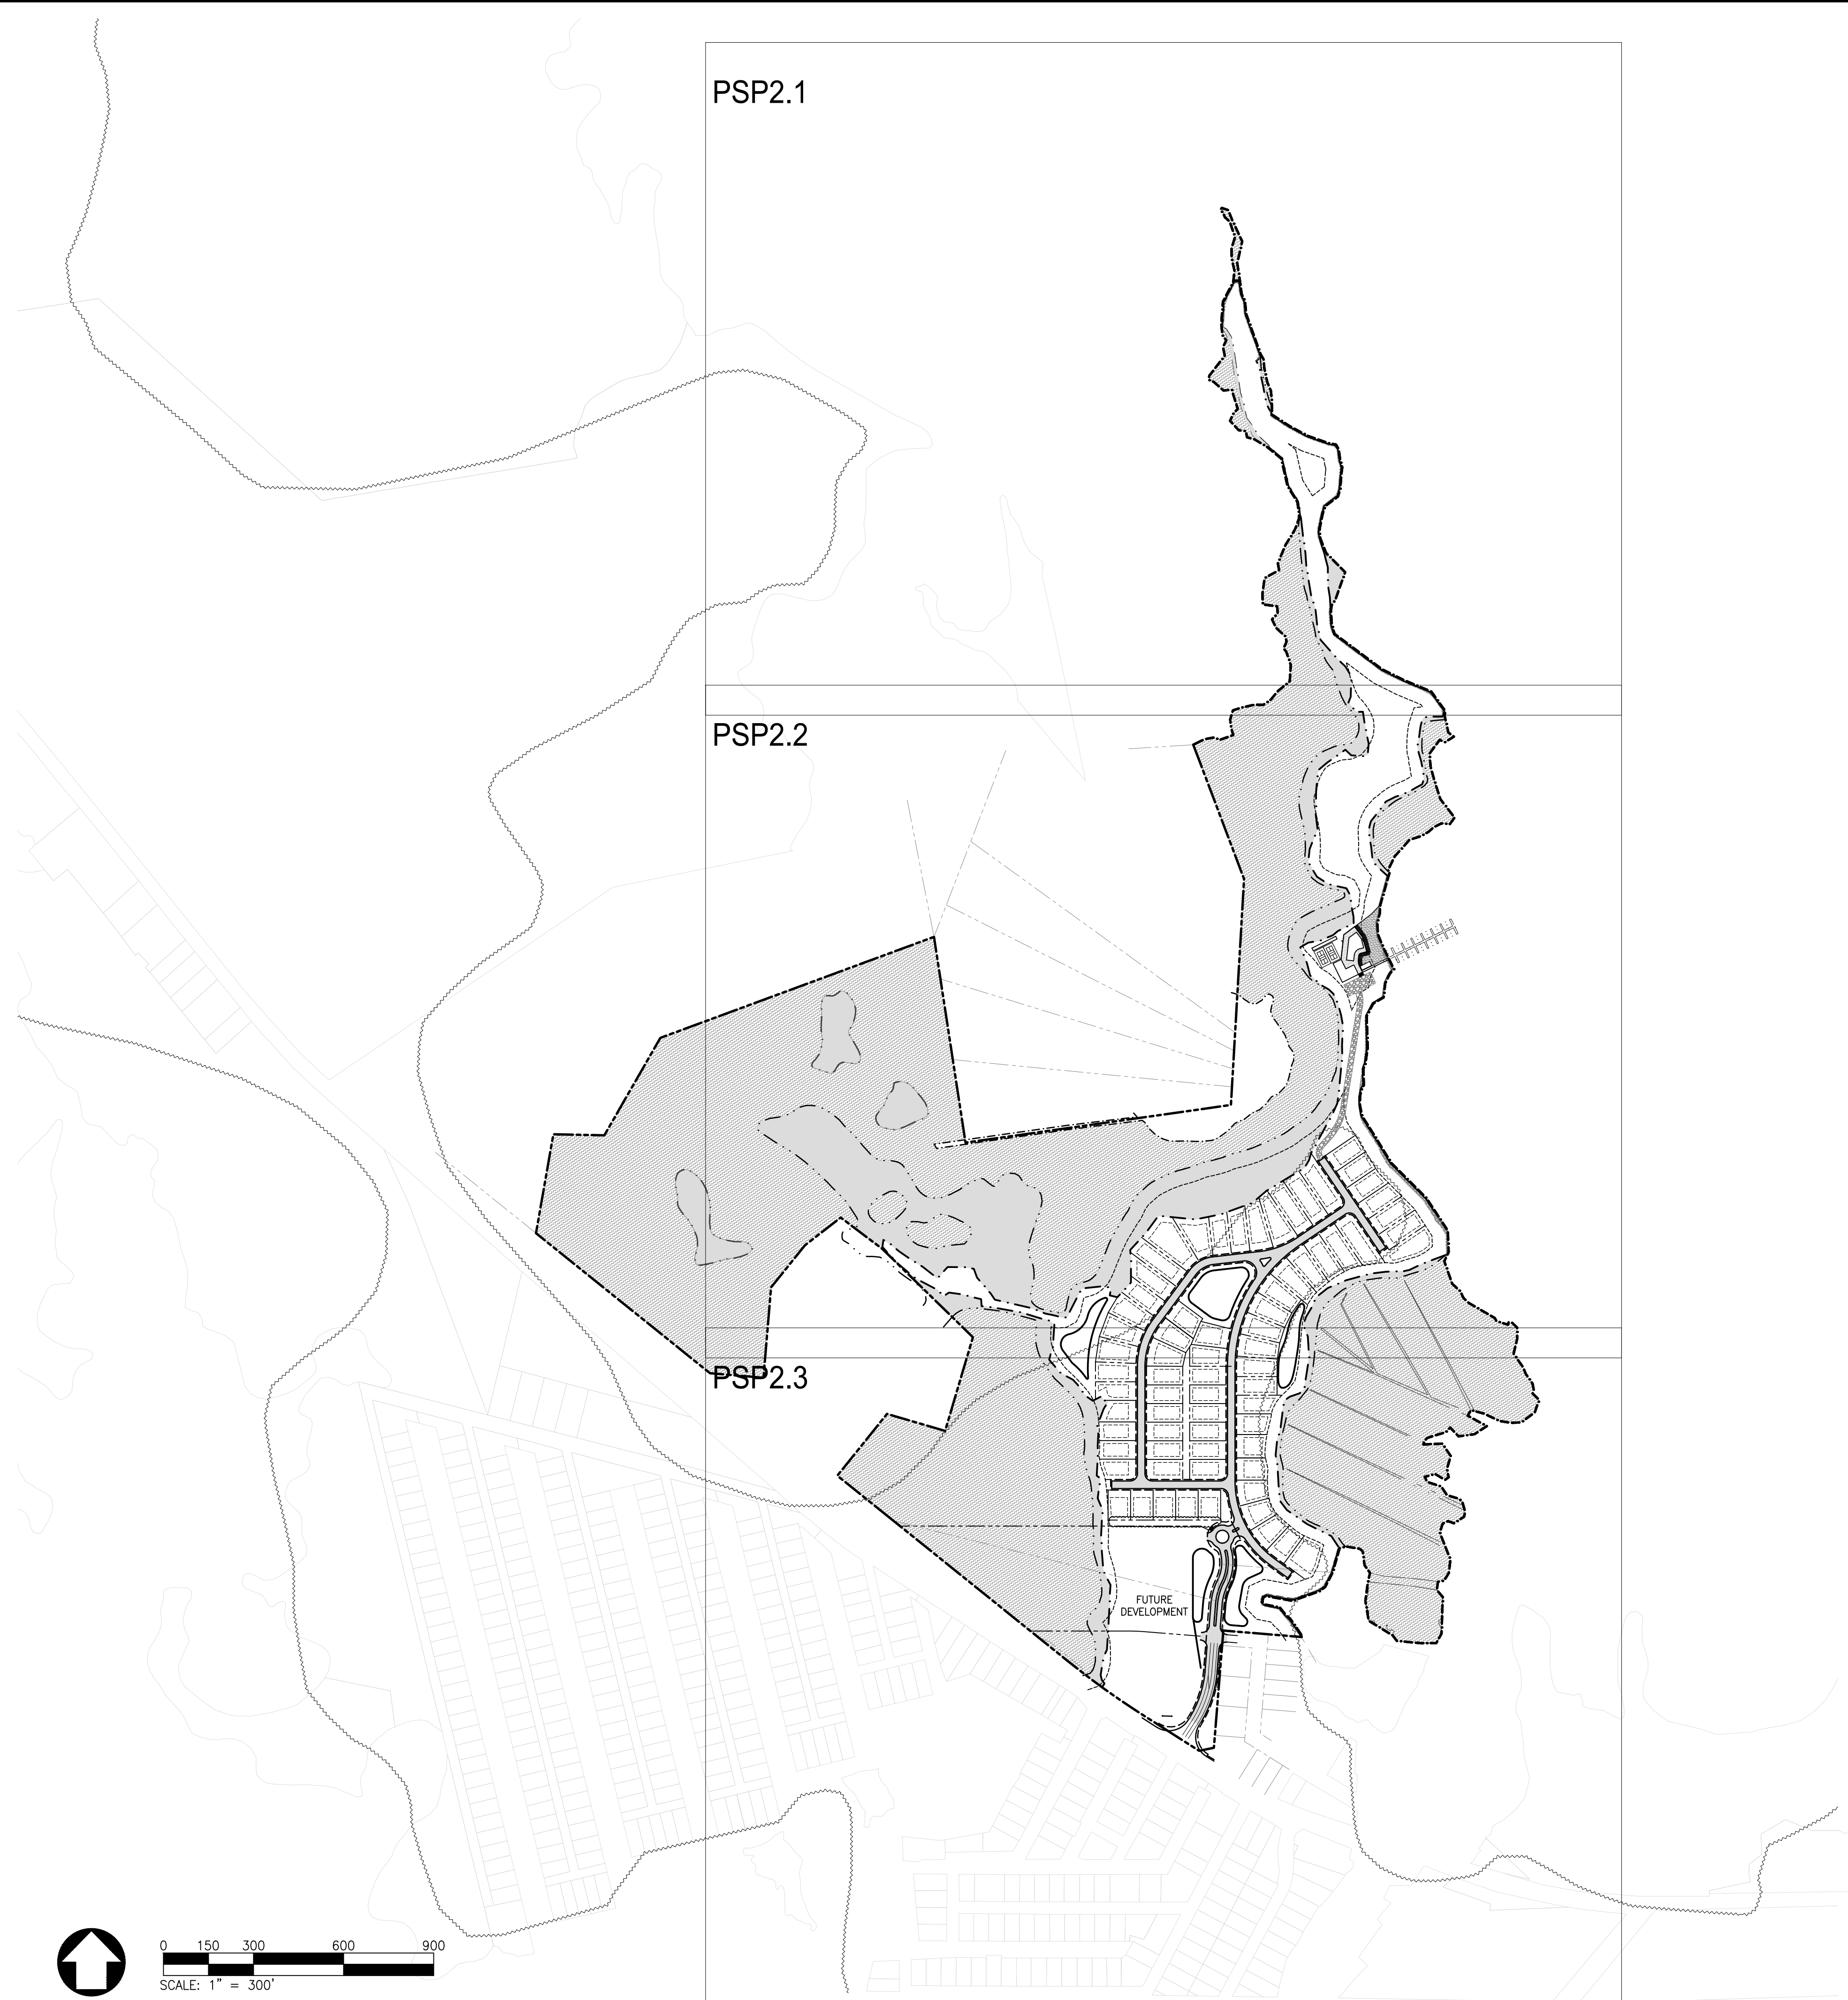 PSP2.1
PSP2.2
PSP2.3
FUTURE
DEVELOPMENT
0 150 300 600 900
SCALE: 1" = 300'